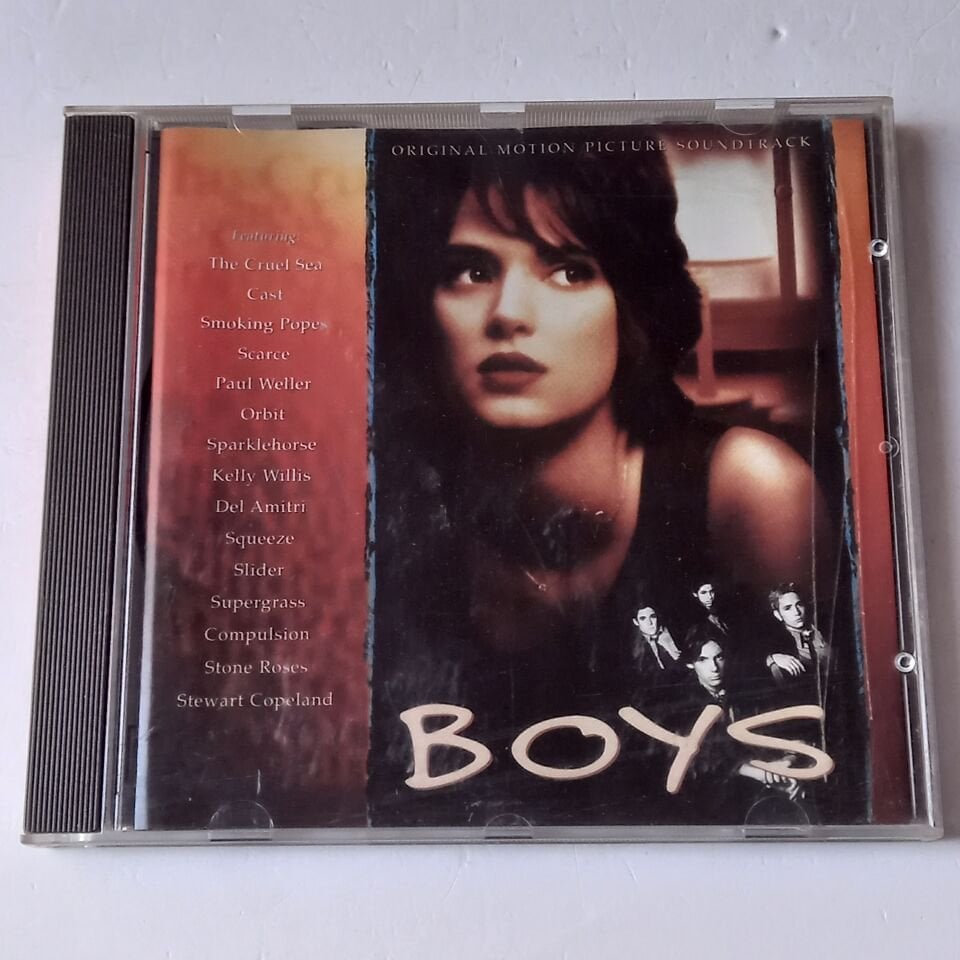 ORIGINAL MOTION PICTURE SOUNDTRACK
Featuring:
The Cruel Sea
Cast
Smoking Popes
Scarce
Paul Weller
Orbit
Sparklehorse
Kelly Willis
Del Amitri
Squeeze
Slider
Supergrass
Compulsion
Stone Roses
Stewart Copeland
BOYS